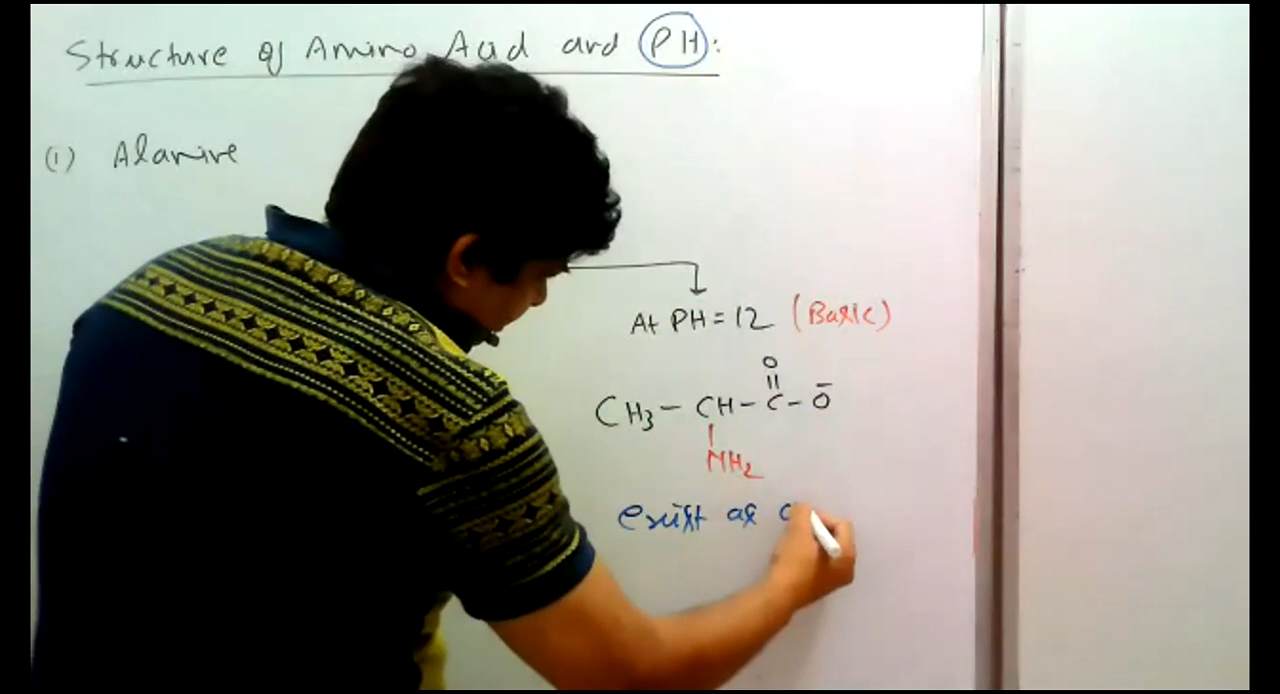 Structure of Amino Acid and PH:
(1) Alanine
At PH = 12 (Basic)
O
CH3 - CH - C - O-
NH2
exist as